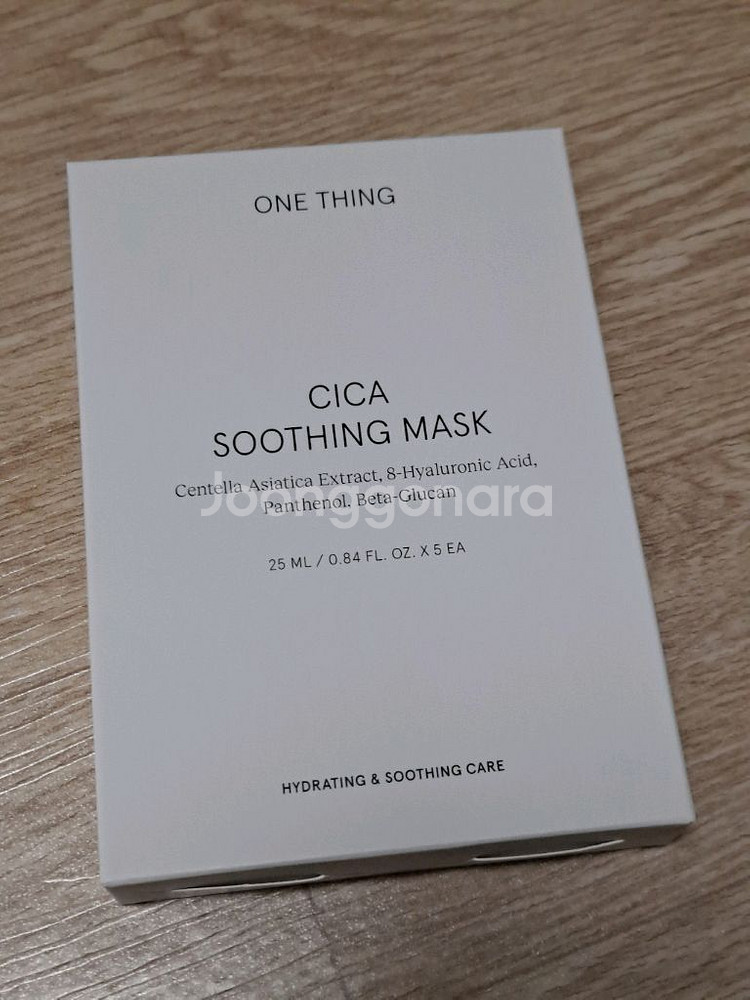 ONE THING
CICA
SOOTHING MASK
Centella Asiatica Extract, 8-Hyaluronic Acid,
Joonggonara
Panthenol, Beta-Glucan
25 ML / 0.84 FL. OZ. X 5 EA
HYDRATING & SOOTHING CARE